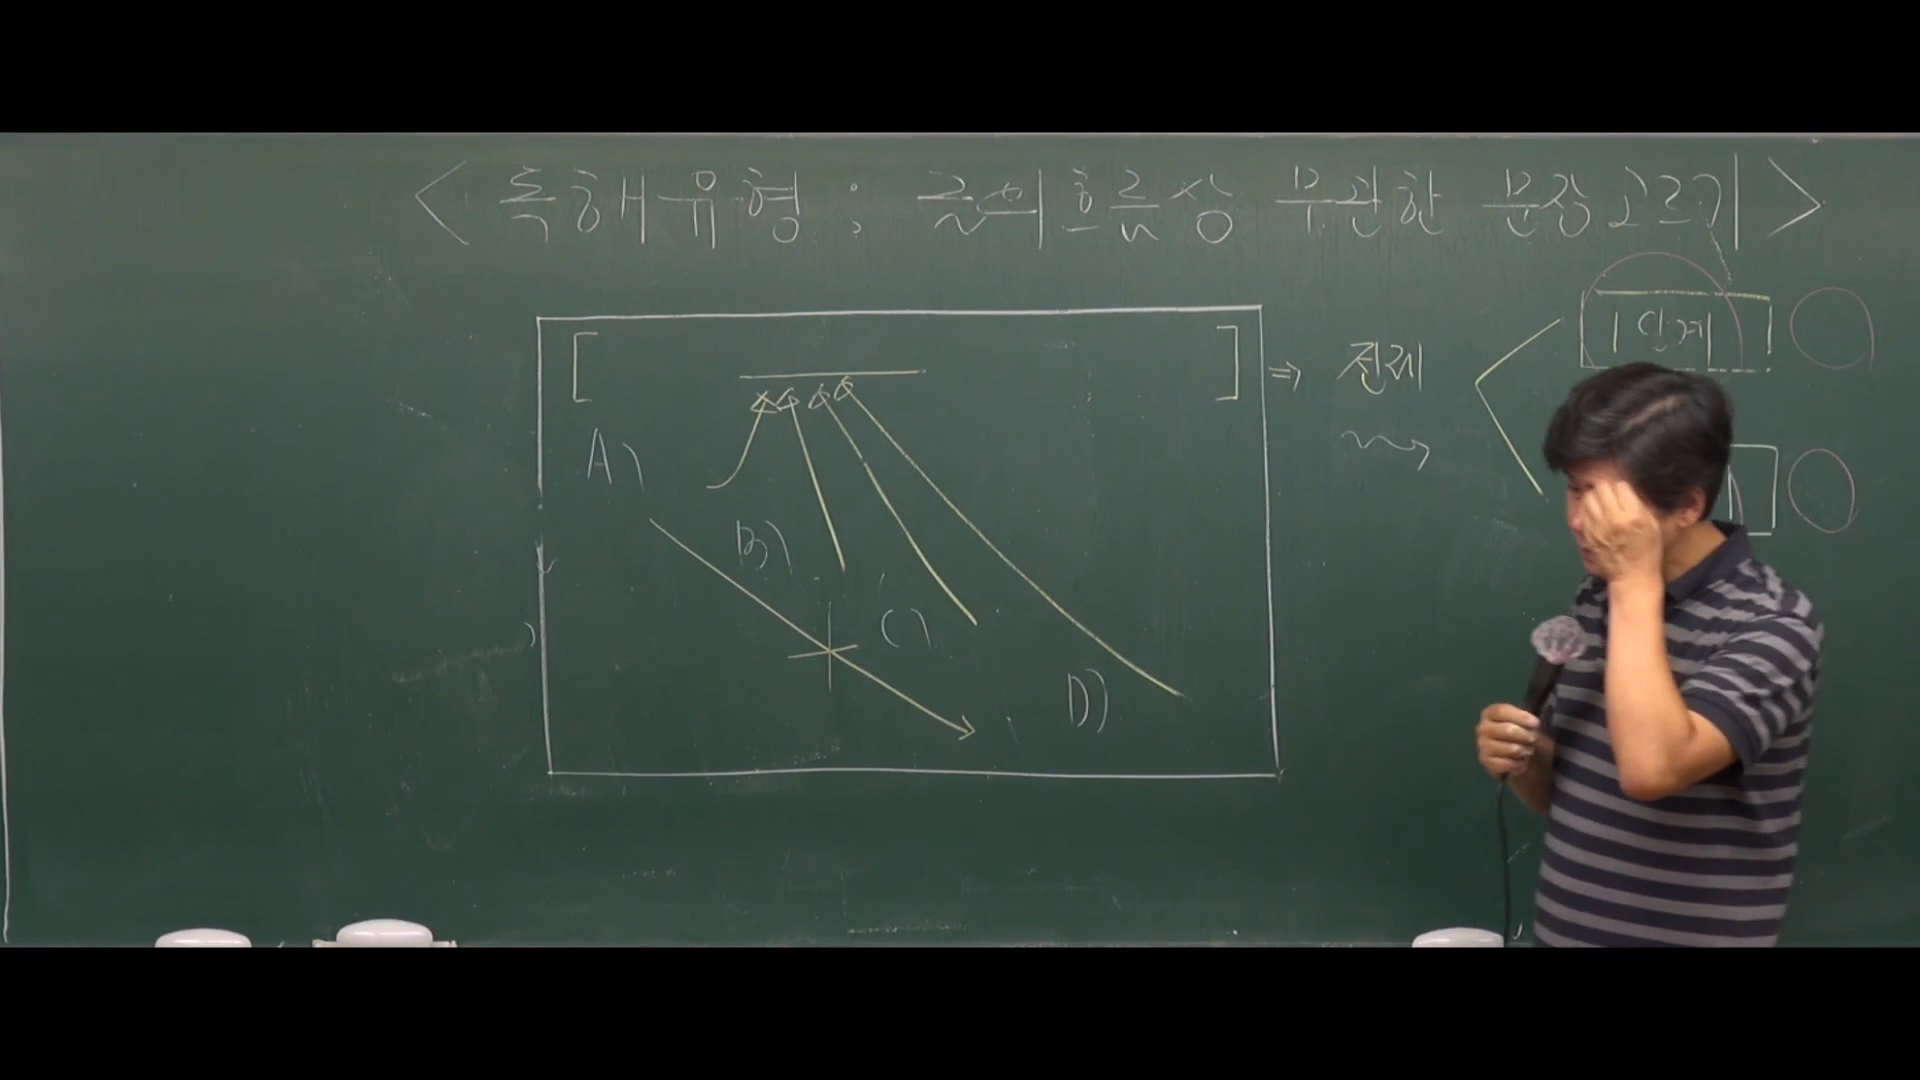 < 독해유형 : 글의 흐름상 무관한 문장 고르기 >
[ ] ⇒ 전제
1단계
A)
B)
C)
D)